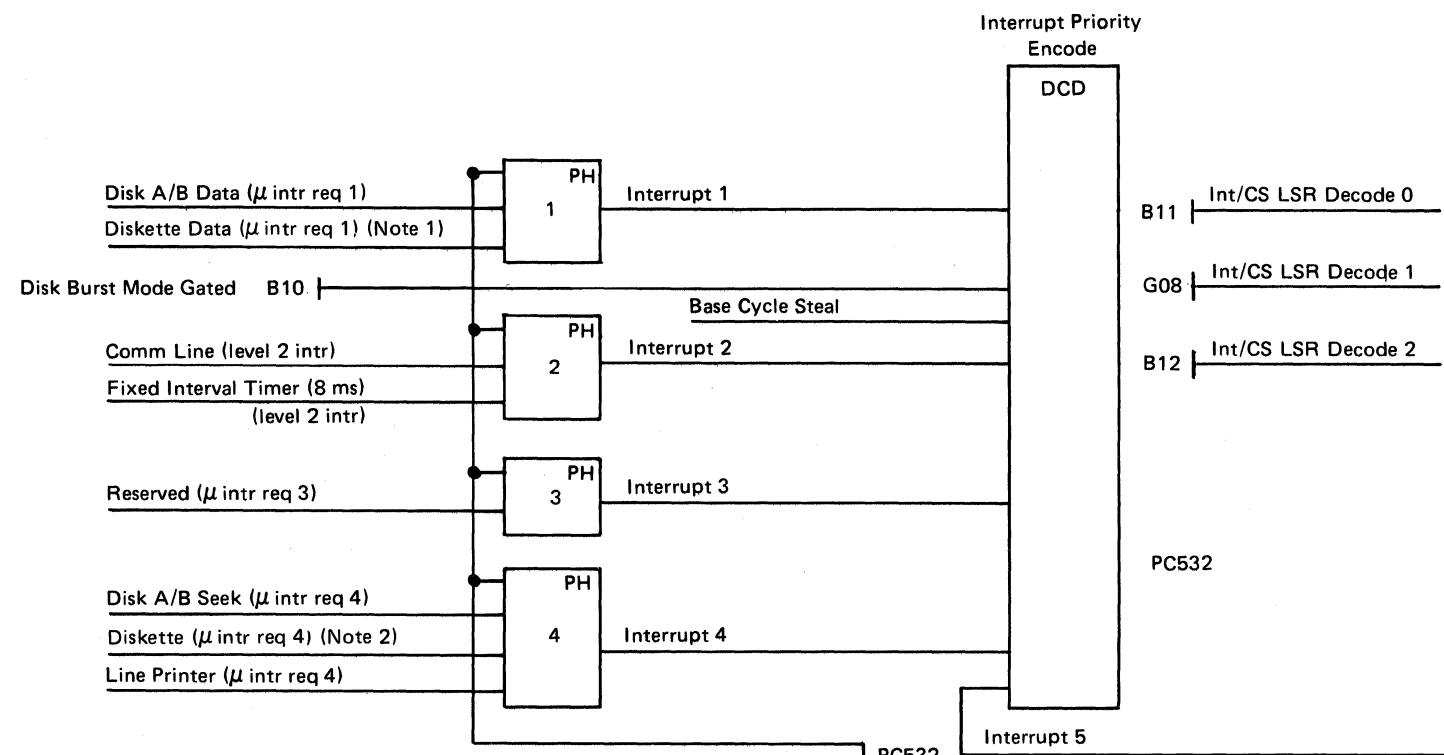 Interrupt Priority
Encode
DCD
PH
1
Disk A/B Data (μ intr req 1)
Diskette Data (μ intr req 1) (Note 1)
Interrupt 1
B11
Int/CS LSR Decode 0
Disk Burst Mode Gated B10
G08
Int/CS LSR Decode 1
Base Cycle Steal
PH
2
Comm Line (level 2 intr)
Fixed Interval Timer (8 ms)
(level 2 intr)
Interrupt 2
B12
Int/CS LSR Decode 2
PH
3
Reserved (μ intr req 3)
Interrupt 3
PC532
PH
4
Disk A/B Seek (μ intr req 4)
Diskette (μ intr req 4) (Note 2)
Line Printer (μ intr req 4)
Interrupt 4
Interrupt 5
PC532